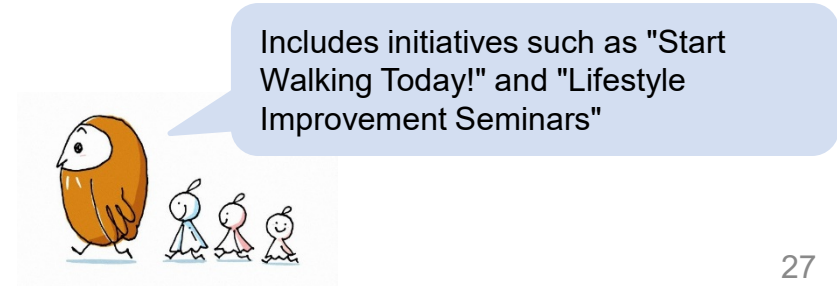 Includes initiatives such as "Start
Walking Today!" and "Lifestyle
Improvement Seminars"
27